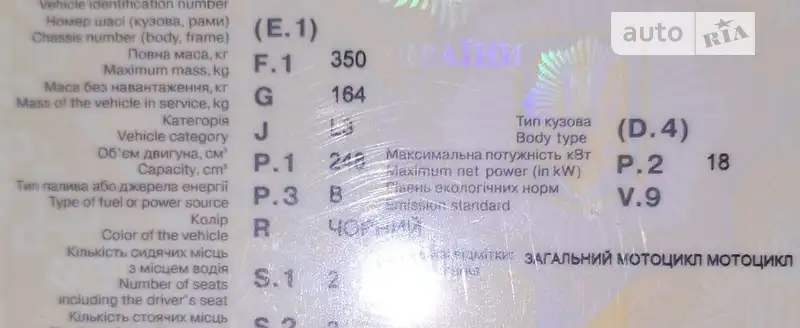 Vehicle identification number
Номер шасі (кузова, рами)
Chassis number (body, frame) (E.1)
Повна маса, кг
Maximum mass, kg F.1 350
Маса без навантаження, кг
Mass of the vehicle in service, kg G 164
Категорія
Vehicle category J L3
Тип кузова
Body type (D.4)
Об'єм двигуна, см³
Capacity, cm³ P.1 248
Максимальна потужність кВт
Maximum net power (in kW) P.2 18
Тип палива або джерела енергії
Type of fuel or power source P.3 B
Рівень екологічних норм
Emission standard V.9
Колір
Color of the vehicle R ЧОРНИЙ
Кількість сидячих місць
з місцем водія
Number of seats
including the driver's seat S.1 2
відмітки
ЗАГАЛЬНИЙ МОТОЦИКЛ МОТОЦИКЛ
Кількість стоячих місць
S.2
УКРАЇНИ
auto RIA